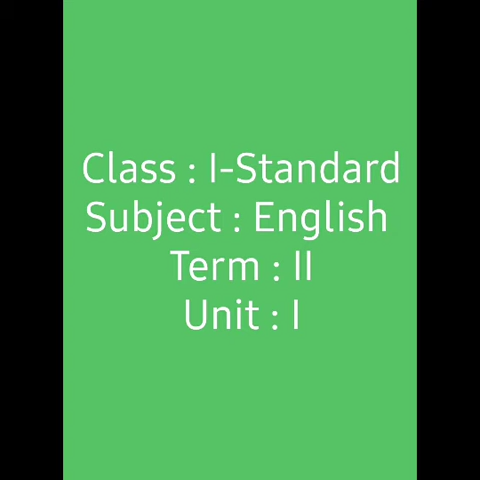 Class : I-Standard
Subject : English
Term : II
Unit : I